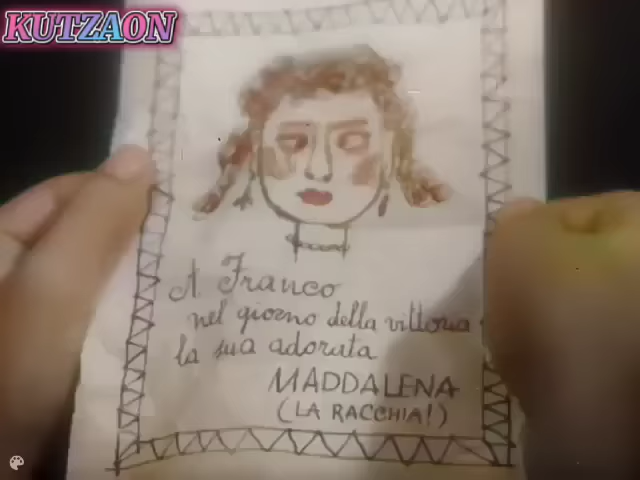 KUTZAON
A Franco
nel giorno della vittoria
la sua adorata
MADDALENA
(LA RACCHIA!)